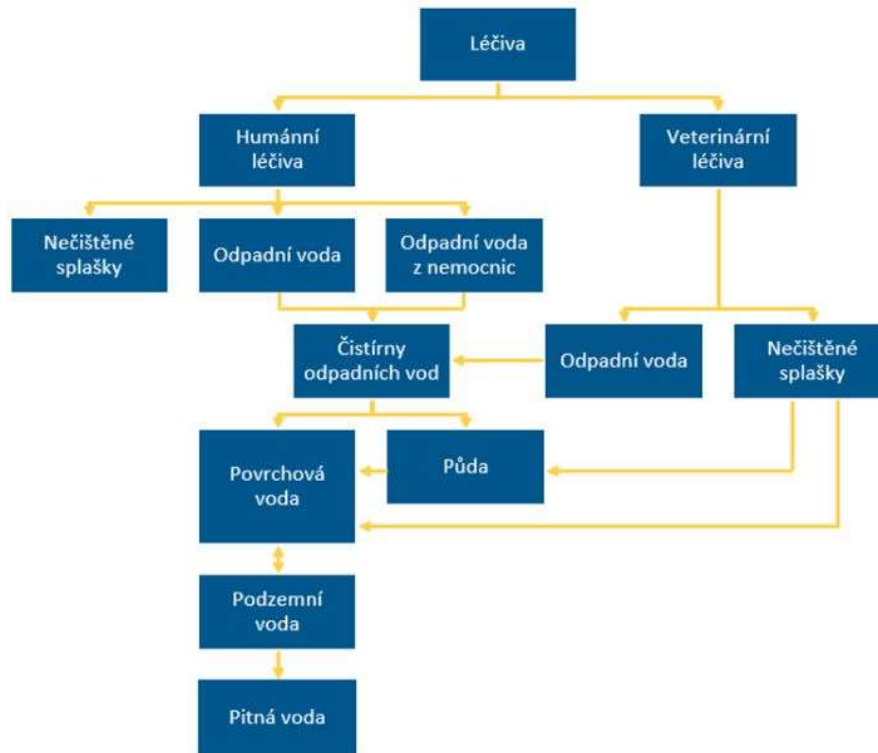 Léčiva
Humánní
léčiva
Veterinární
léčiva
Nečištěné
splašky
Odpadní voda
Odpadní voda
z nemocnic
Čistírny
odpadních vod
Odpadní voda
Nečištěné
splašky
Povrchová
voda
Půda
Podzemní
voda
Pitná voda